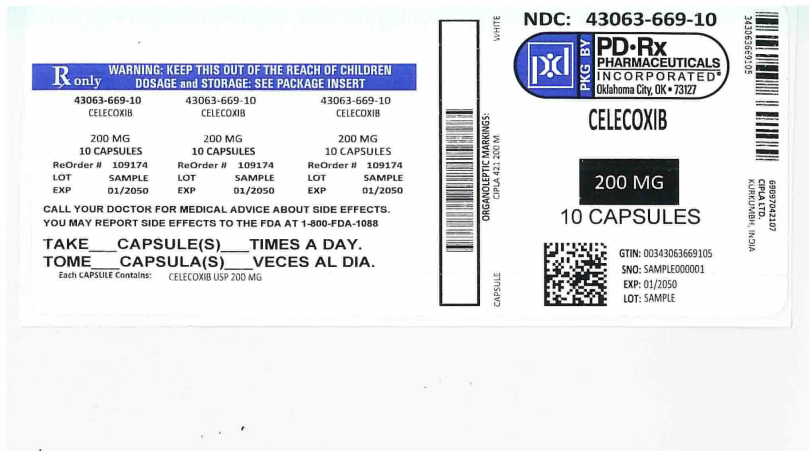 Rx only
WARNING: KEEP THIS OUT OF THE REACH OF CHILDREN
DOSAGE and STORAGE: SEE PACKAGE INSERT
43063-669-10 43063-669-10 43063-669-10
CELECOXIB CELECOXIB CELECOXIB
200 MG 200 MG 200 MG
10 CAPSULES 10 CAPSULES 10 CAPSULES
ReOrder # 109174 ReOrder # 109174 ReOrder # 109174
LOT SAMPLE LOT SAMPLE LOT SAMPLE
EXP 01/2050 EXP 01/2050 EXP 01/2050
CALL YOUR DOCTOR FOR MEDICAL ADVICE ABOUT SIDE EFFECTS.
YOU MAY REPORT SIDE EFFECTS TO THE FDA AT 1-800-FDA-1088
TAKE___CAPSULE(S)___TIMES A DAY.
TOME___CAPSULA(S)___VECES AL DIA.
Each CAPSULE Contains: CELECOXIB USP 200 MG
WHITE
ORGANOLEPTIC MARKINGS:
CIPLA 421 200 M
CAPSULE
NDC: 43063-669-10
pd
PKG BY
PD•Rx
PHARMACEUTICALS
INCORPORATED®
Oklahoma City, OK • 73127
CELECOXIB
200 MG
10 CAPSULES
GTIN: 00343063669105
SNO: SAMPLE000001
EXP: 01/2050
LOT: SAMPLE
343063669105
69097042107
CIPLA LTD.
KURKUMBH, INDIA